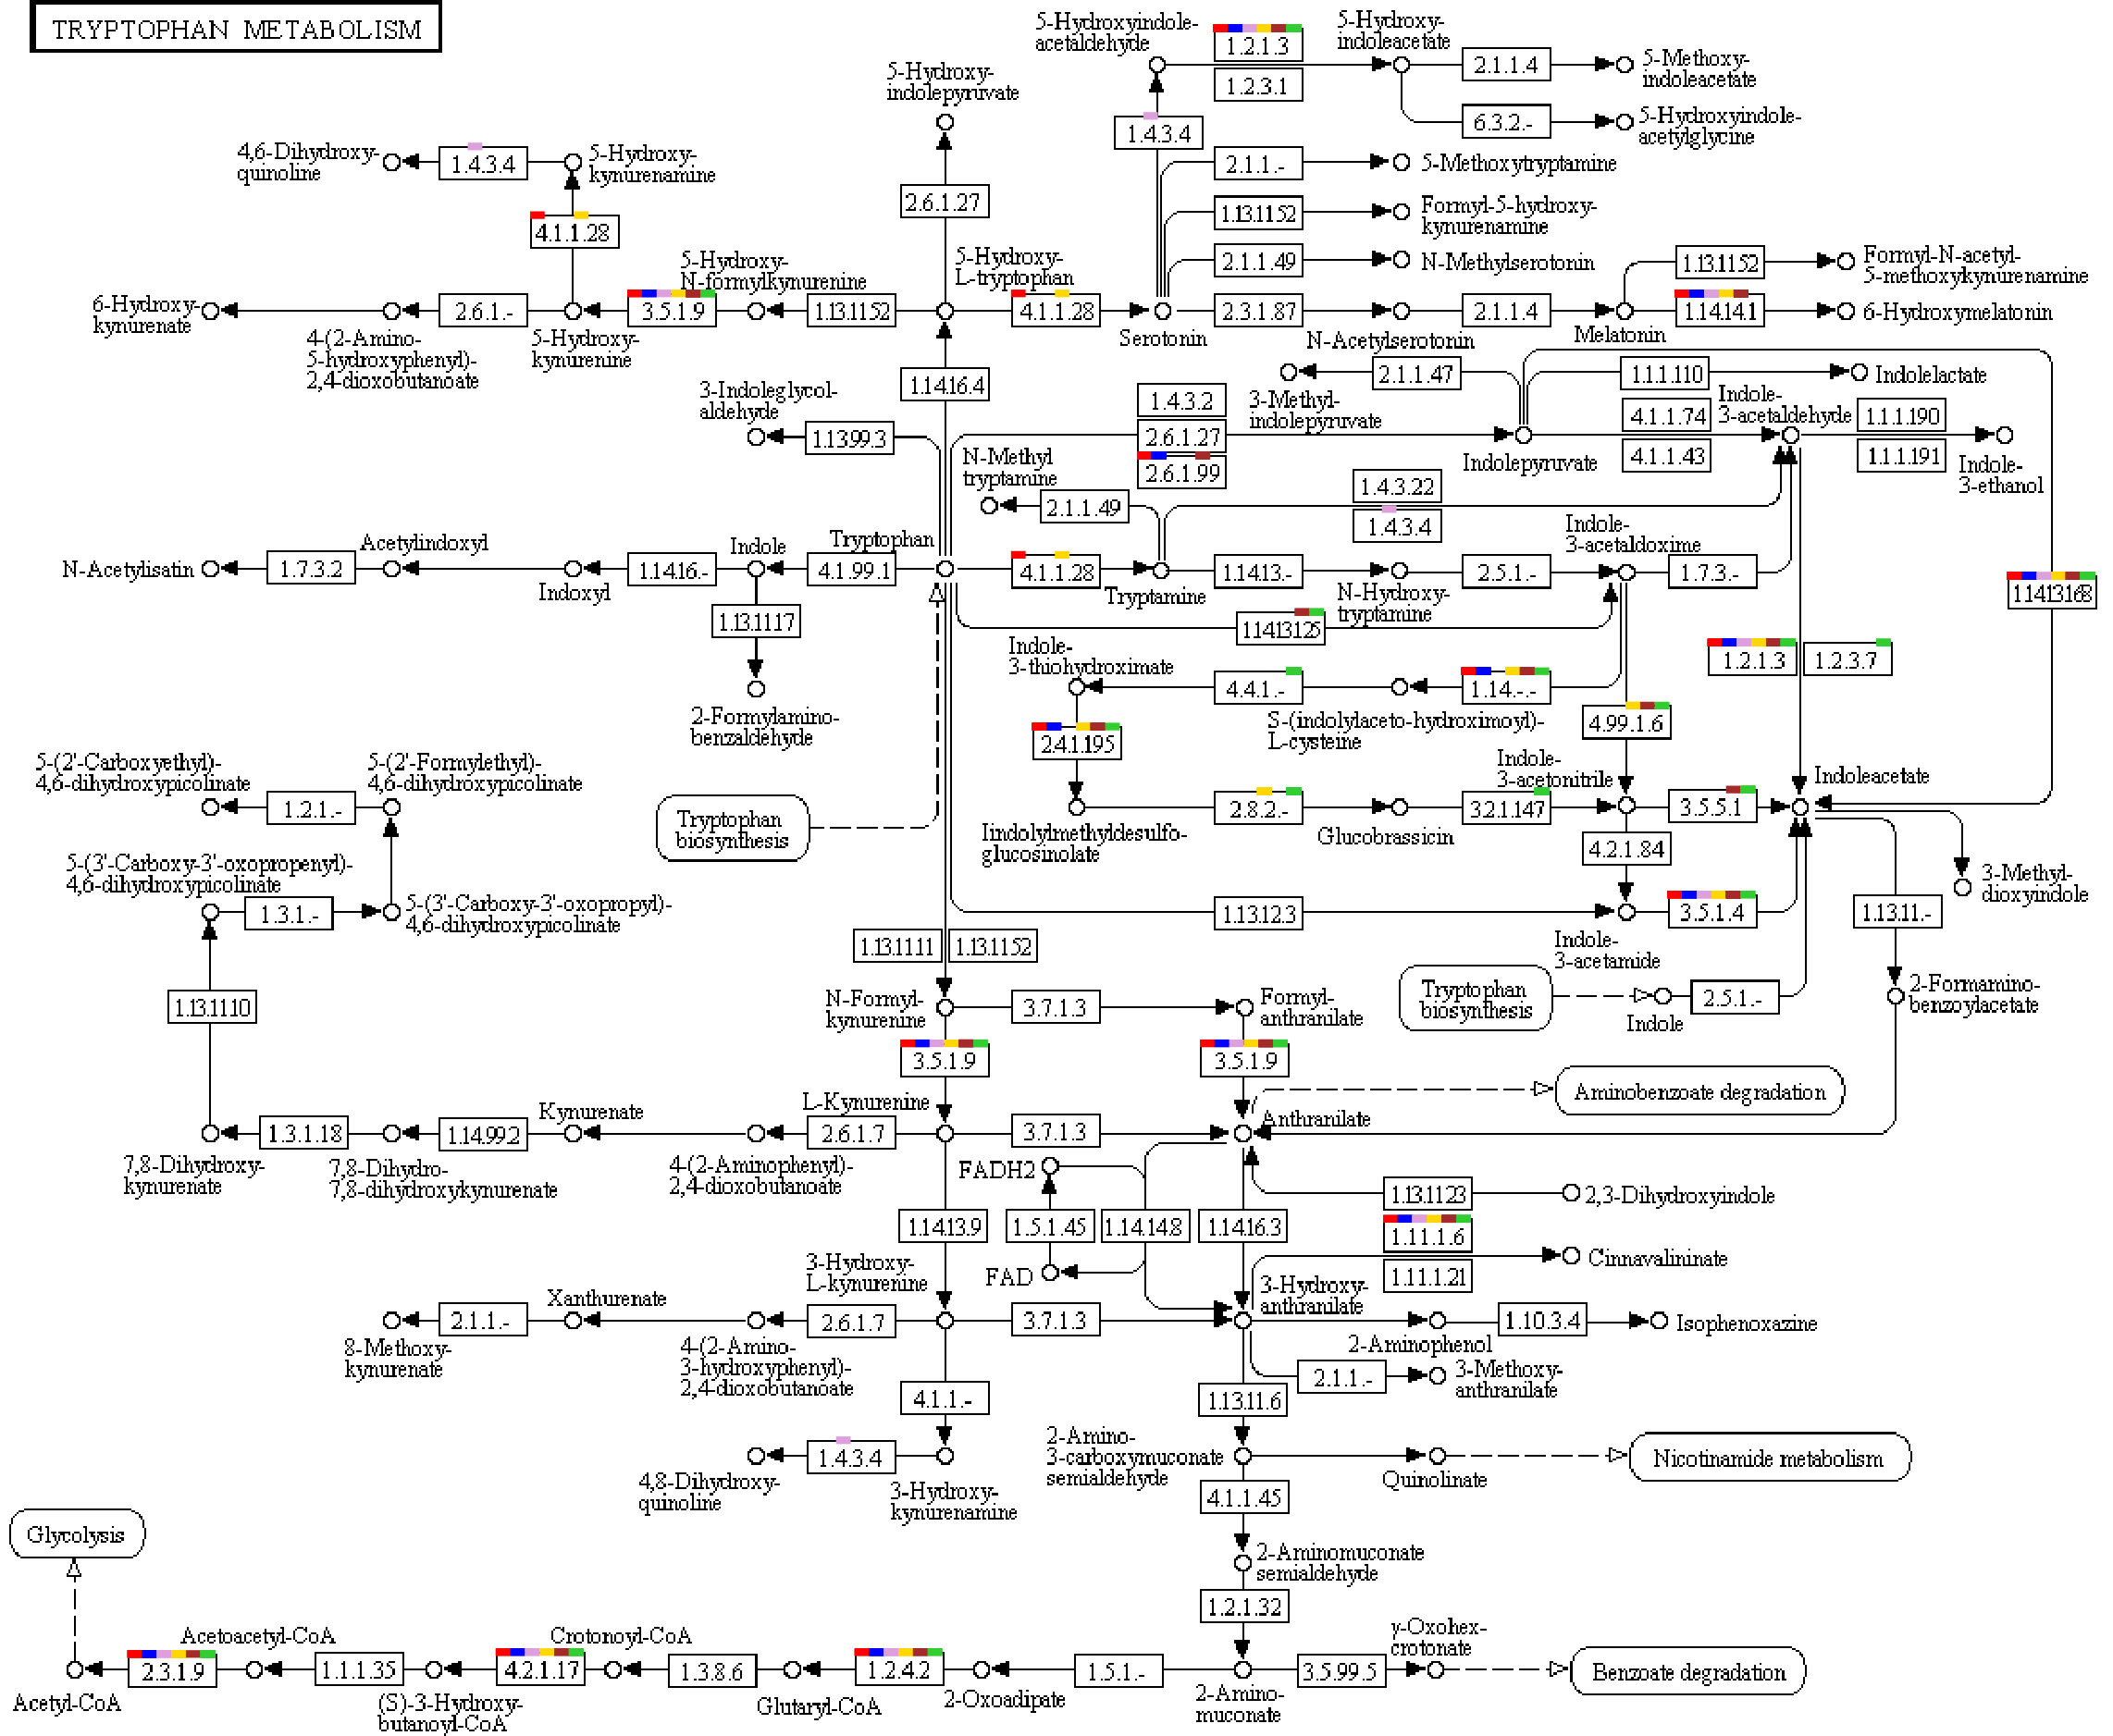 TRYPTOPHAN METABOLISM
5-Hydroxyindole-
acetaldehyde
1.2.1.3
5-Hydroxy-
indoleacetate
1.2.3.1
2.1.1.4
5-Methoxy-
indoleacetate
5-Hydroxy-
indolepyruvate
1.4.3.4
6.3.2.-
5-Hydroxyindole-
acetylglycine
4,6-Dihydroxy-
quinoline
1.4.3.4
5-Hydroxy-
kynurenamine
2.1.1.-
5-Methoxytryptamine
2.6.1.27
1.13.11.52
Formyl-5-hydroxy-
kynurenamine
4.1.1.28
5-Hydroxy-
N-formylkynurenine
5-Hydroxy-
L-tryptophan
2.1.1.49
N-Methylserotonin
1.13.11.52
Formyl-N-acetyl-
5-methoxykynurenamine
6-Hydroxy-
kynurenate
2.6.1.-
3.5.1.9
1.13.11.52
4.1.1.28
2.3.1.87
2.1.1.4
1.14.14.1
6-Hydroxymelatonin
4-(2-Amino-
5-hydroxyphenyl)-
2,4-dioxobutanoate
5-Hydroxy-
kynurenine
Serotonin
N-Acetylserotonin
Melatonin
1.14.16.4
2.1.1.47
1.1.1.110
Indolelactate
3-Indoleglycol-
aldehyde
1.4.3.2
3-Methyl-
indolepyruvate
4.1.1.74
Indole-
3-acetaldehyde
1.1.1.190
1.13.99.3
2.6.1.27
N-Methyl
tryptamine
2.6.1.99
Indolepyruvate
4.1.1.43
1.1.1.191
Indole-
3-ethanol
2.1.1.49
1.4.3.22
1.4.3.4
Indole-
3-acetaldoxime
N-Acetylisatin
1.7.3.2
Acetylindoxyl
1.14.16.-
Indole
4.1.99.1
Tryptophan
4.1.1.28
1.14.13.-
2.5.1.-
1.7.3.-
1.14.13.168
Indoxyl
Tryptamine
N-Hydroxy-
tryptamine
1.13.11.17
1.14.13.125
Indole-
3-thiohydroximate
4.4.1.-
1.14.-.-
1.2.1.3
1.2.3.7
2-Formylamino-
benzaldehyde
2.4.1.195
S-(indolylaceto-hydroximoyl)-
L-cysteine
4.99.1.6
5-(2'-Carboxyethyl)-
4,6-dihydroxypicolinate
5-(2'-Formylethyl)-
4,6-dihydroxypicolinate
Indole-
3-acetonitrile
Indoleacetate
1.2.1.-
Tryptophan
biosynthesis
2.8.2.-
3.2.1.147
3.5.5.1
Iindolylmethyldesulfo-
glucosinolate
Glucobrassicin
4.2.1.84
5-(3'-Carboxy-3'-oxopropenyl)-
4,6-dihydroxypicolinate
3-Methyl-
dioxyindole
1.3.1.-
5-(3'-Carboxy-3'-oxopropyl)-
4,6-dihydroxypicolinate
1.13.12.3
3.5.1.4
1.13.11.-
1.13.11.11
1.13.11.52
Indole-
3-acetamide
1.13.11.10
N-Formyl-
kynurenine
3.7.1.3
Formyl-
anthranilate
Tryptophan
biosynthesis
Indole
2.5.1.-
2-Formamino-
benzoylacetate
3.5.1.9
3.5.1.9
Aminobenzoate degradation
1.3.1.18
1.14.99.2
Kynurenate
2.6.1.7
L-Kynurenine
3.7.1.3
Anthranilate
7,8-Dihydroxy-
kynurenate
7,8-Dihydro-
7,8-dihydroxykynurenate
4-(2-Aminophenyl)-
2,4-dioxobutanoate
FADH2
1.13.11.23
2,3-Dihydroxyindole
1.14.13.9
1.5.1.45
1.14.14.8
1.14.16.3
1.11.1.6
Cinnavalininate
1.11.1.21
3-Hydroxy-
L-kynurenine
FAD
3-Hydroxy-
anthranilate
2.1.1.-
Xanthurenate
2.6.1.7
3.7.1.3
1.10.3.4
Isophenoxazine
8-Methoxy-
kynurenate
4-(2-Amino-
3-hydroxyphenyl)-
2,4-dioxobutanoate
2-Aminophenol
2.1.1.-
3-Methoxy-
anthranilate
4.1.1.-
1.13.11.6
1.4.3.4
2-Amino-
3-carboxymuconate
semialdehyde
Quinolinate
Nicotinamide metabolism
4,8-Dihydroxy-
quinoline
3-Hydroxy-
kynurenamine
4.1.1.45
Glycolysis
2-Aminomuconate
semialdehyde
1.2.1.32
Acetoacetyl-CoA
Crotonoyl-CoA
γ-Oxohex-
crotonate
2.3.1.9
1.1.1.35
4.2.1.17
1.3.8.6
1.2.4.2
1.5.1.-
3.5.99.5
Benzoate degradation
Acetyl-CoA
(S)-3-Hydroxy-
butanoyl-CoA
Glutaryl-CoA
2-Oxoadipate
2-Amino-
muconate